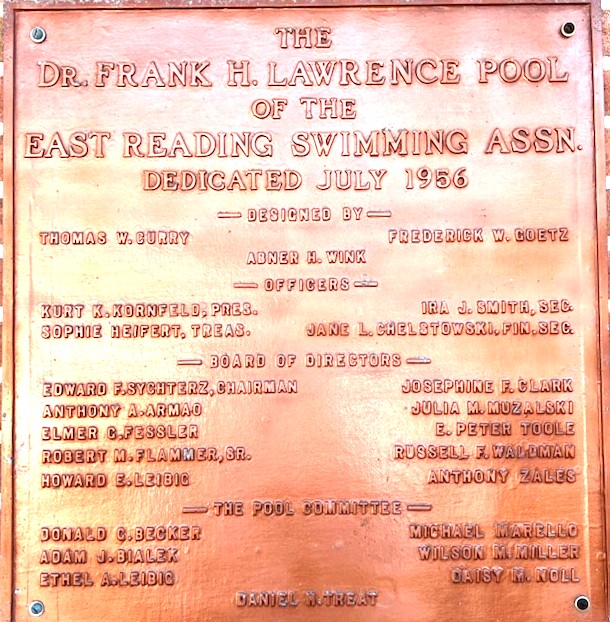 THE
DR. FRANK H. LAWRENCE POOL
OF THE
EAST READING SWIMMING ASSN.
DEDICATED JULY 1956
— DESIGNED BY —
THOMAS W. CURRY FREDERICK W. GOETZ
ABNER H. WINK
— OFFICERS —
KURT K. KORNFELD, PRES. IRA J. SMITH, SEC.
SOPHIE HEIFERT, TREAS. JANE L. CHELSTOWSKI, FIN. SEC.
— BOARD OF DIRECTORS —
EDWARD F. SYCHTERZ, CHAIRMAN JOSEPHINE F. CLARK
ANTHONY A. ARMAO JULIA M. MUZALSKI
ELMER C. FESSLER E. PETER TOOLE
ROBERT M. FLAMMER, SR. RUSSELL F. WALDMAN
HOWARD E. LEIBIG ANTHONY ZALES
— THE POOL COMMITTEE —
DONALD C. BECKER MICHAEL MARELLO
ADAM J. BIALEK WILSON M. MILLER
ETHEL A. LEIBIG DAISY M. NOLL
DANIEL TREAT